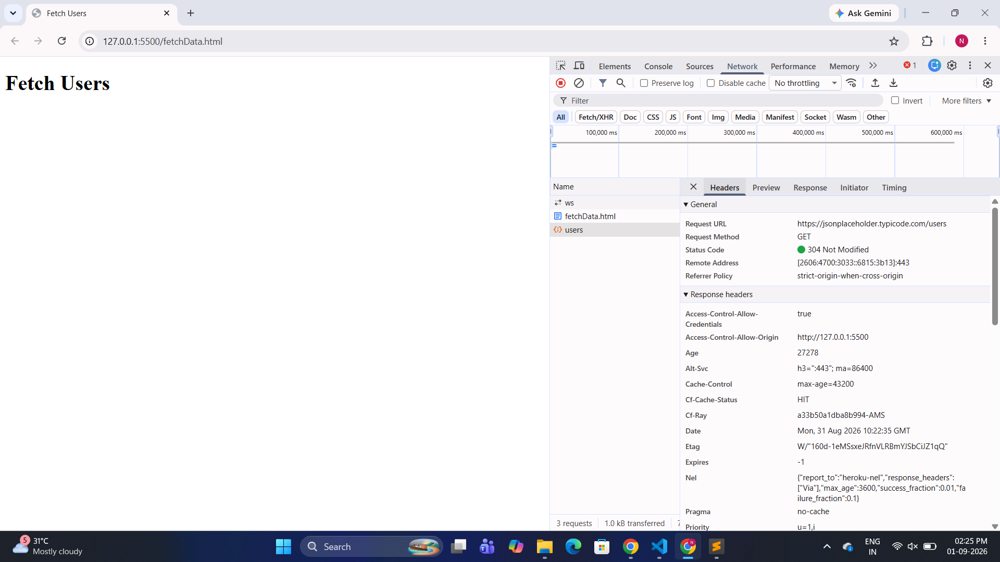 Fetch Users
Ask Gemini
127.0.0.1:5500/fetchData.html
N
Fetch Users
Elements Console Sources Network Performance Memory 1
Preserve log Disable cache No throttling
Filter Invert More filters
All Fetch/XHR Doc CSS JS Font Img Media Manifest Socket Wasm Other
100,000 ms 200,000 ms 300,000 ms 400,000 ms 500,000 ms 600,000 ms
Name
ws
fetchData.html
users
3 requests 1.0 kB transferred 7
Headers Preview Response Initiator Timing
General
Request URL https://jsonplaceholder.typicode.com/users
Request Method GET
Status Code 304 Not Modified
Remote Address [2606:4700:3033::6815:3b13]:443
Referrer Policy strict-origin-when-cross-origin
Response headers
Access-Control-Allow- true
Credentials
Access-Control-Allow-Origin http://127.0.0.1:5500
Age 27278
Alt-Svc h3=":443"; ma=86400
Cache-Control max-age=43200
Cf-Cache-Status HIT
Cf-Ray a33b50a1dba8b994-AMS
Date Mon, 31 Aug 2026 10:22:35 GMT
Etag W/"160d-1eMSsxeJRfnVLRBmYJSbCiJZ1qQ"
Expires -1
Nel {"report_to":"heroku-nel","response_headers":
["Via"],"max_age":3600,"success_fraction":0.01,"fa
ilure_fraction":0.1}
Pragma no-cache
Priority u=1,i
5 31°C
Mostly cloudy
Search
ENG
IN
02:25 PM
01-09-2026